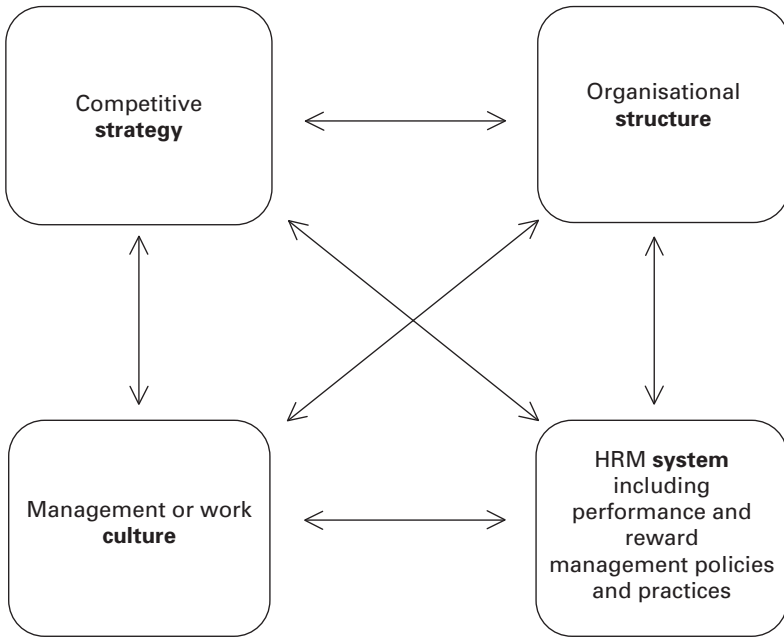 Competitive
strategy
Organisational
structure
Management or work
culture
HRM system
including
performance and
reward
management policies
and practices